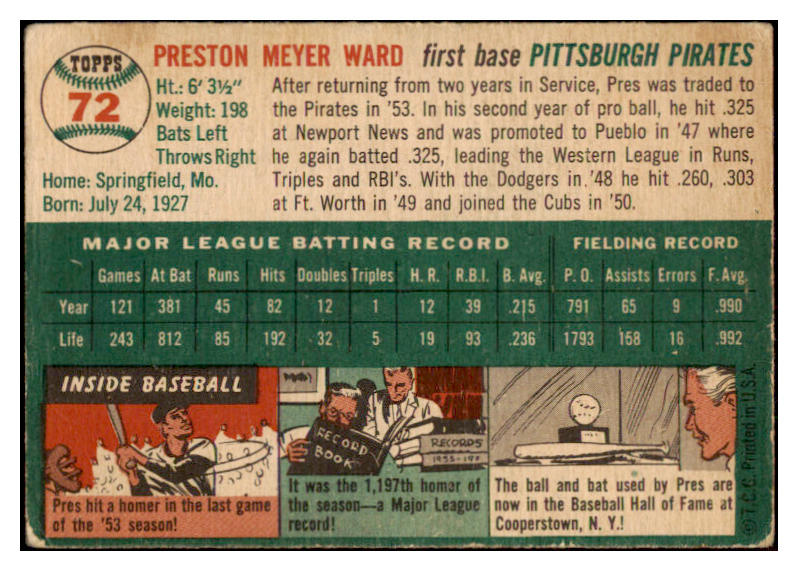 TOPPS
72
PRESTON MEYER WARD first base PITTSBURGH PIRATES
Ht.: 6' 3½"
Weight: 198
Bats Left
Throws Right
Home: Springfield, Mo.
Born: July 24, 1927
After returning from two years in Service, Pres was traded to
the Pirates in '53. In his second year of pro ball, he hit .325
at Newport News and was promoted to Pueblo in '47 where
he again batted .325, leading the Western League in Runs,
Triples and RBI's. With the Dodgers in '48 he hit .260, .303
at Ft. Worth in '49 and joined the Cubs in '50.
MAJOR LEAGUE BATTING RECORD FIELDING RECORD
Games At Bat Runs Hits Doubles Triples H. R. R.B.I. B. Avg. P. O. Assists Errors F. Avg.
Year 121 381 45 82 12 1 12 39 .215 791 65 9 .990
Life 243 812 85 192 32 5 19 93 .236 1793 158 16 .992
INSIDE BASEBALL
Pres hit a homer in the last game
of the '53 season!
RECORD
BOOK
RECORDS
It was the 1,197th homer of
the season—a Major League
record!
The ball and bat used by Pres are
now in the Baseball Hall of Fame at
Cooperstown, N. Y.!
© T.C.C. Printed in U.S.A.